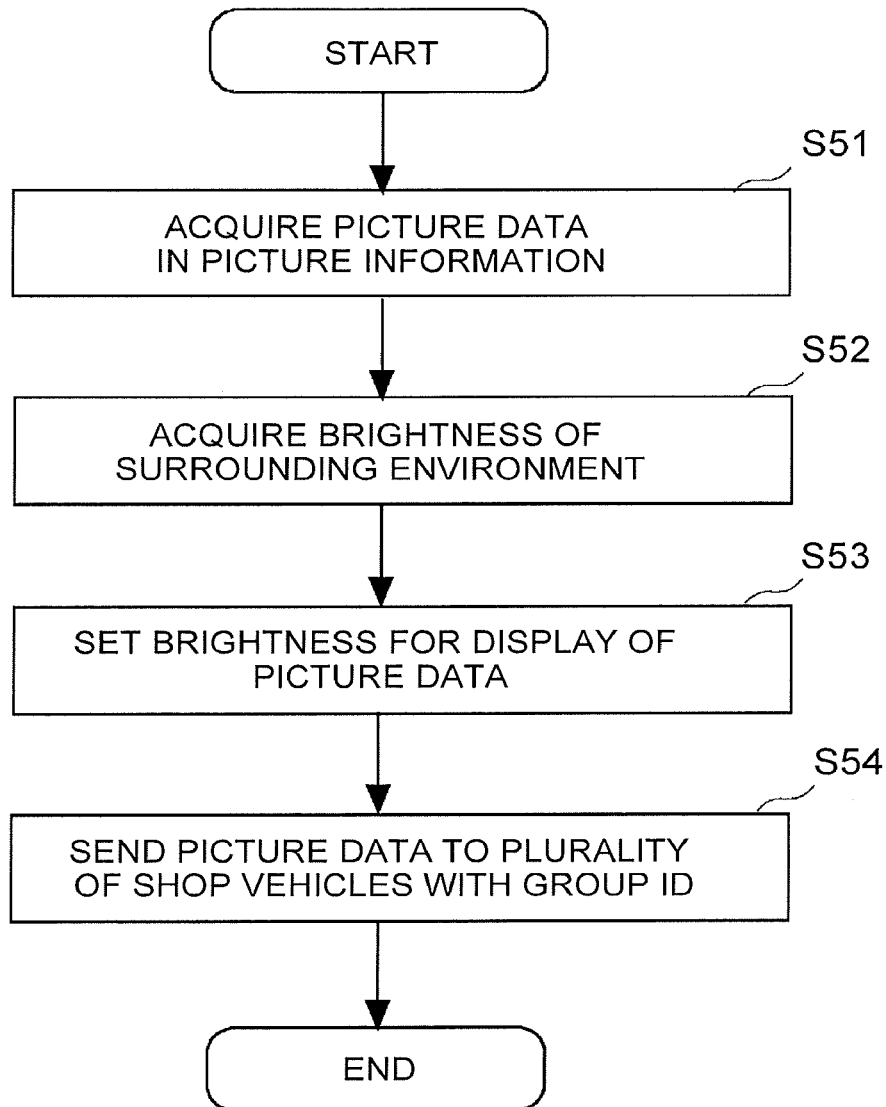 START
S51
ACQUIRE PICTURE DATA
IN PICTURE INFORMATION
S52
ACQUIRE BRIGHTNESS OF
SURROUNDING ENVIRONMENT
S53
SET BRIGHTNESS FOR DISPLAY OF
PICTURE DATA
S54
SEND PICTURE DATA TO PLURALITY
OF SHOP VEHICLES WITH GROUP ID
END